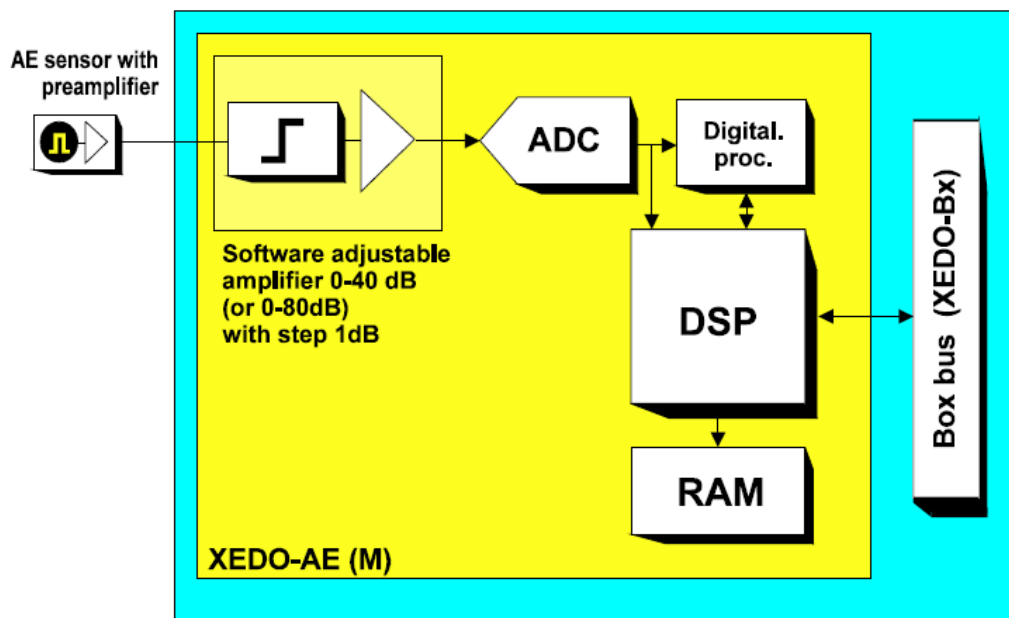 AE sensor with
preamplifier
ADC
Digital.
proc.
Software adjustable
amplifier 0-40 dB
(or 0-80dB)
with step 1dB
DSP
Box bus (XEDO-Bx)
RAM
XEDO-AE (M)